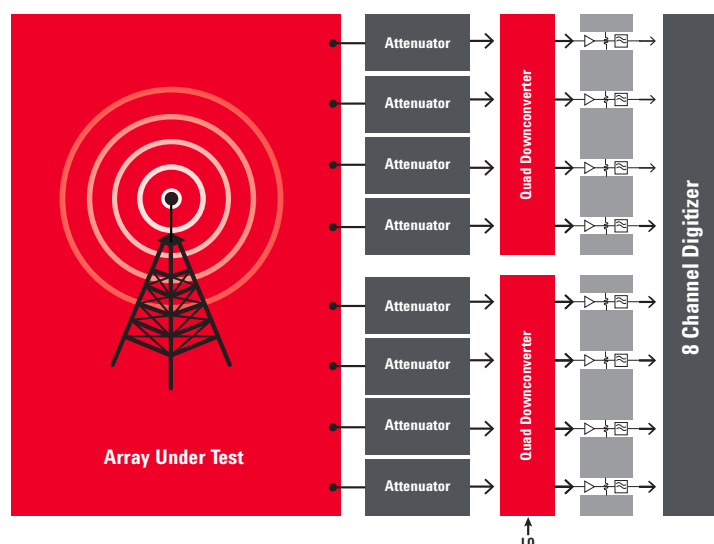 Array Under Test
Attenuator
Attenuator
Attenuator
Attenuator
Attenuator
Attenuator
Attenuator
Attenuator
Quad Downconverter
Quad Downconverter
8 Channel Digitizer